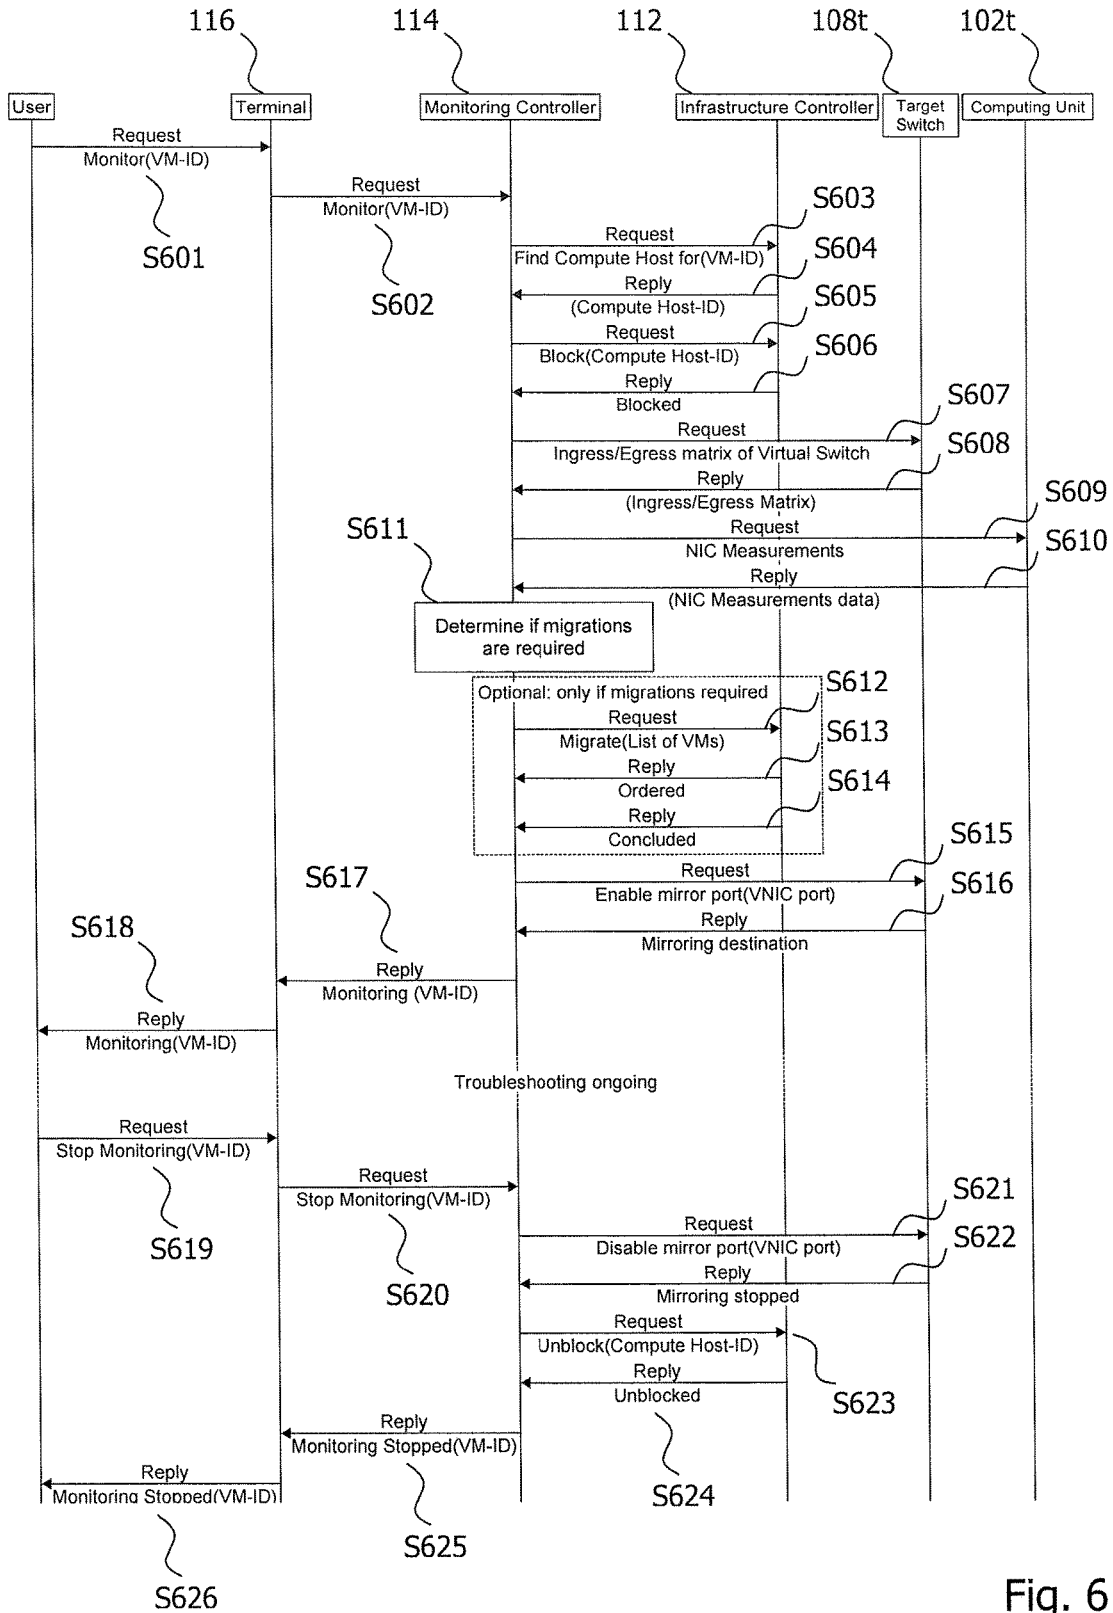 116
114
112
108t
102t
User
Terminal
Monitoring Controller
Infrastructure Controller
Target
Switch
Computing Unit
Request
Monitor(VM-ID)
S601
Request
Monitor(VM-ID)
S602
Request
Find Compute Host for(VM-ID)
S603
Reply
(Compute Host-ID)
S604
Request
Block(Compute Host-ID)
S605
Reply
Blocked
S606
Request
Ingress/Egress matrix of Virtual Switch
S607
Reply
(Ingress/Egress Matrix)
S608
Request
NIC Measurements
S609
Reply
(NIC Measurements data)
S610
S611
Determine if migrations
are required
Optional: only if migrations required
Request
Migrate(List of VMs)
S612
Reply
Ordered
S613
Reply
Concluded
S614
Request
Enable mirror port(VNIC port)
S615
Reply
Mirroring destination
S616
S617
Reply
Monitoring (VM-ID)
S618
Reply
Monitoring(VM-ID)
Troubleshooting ongoing
Request
Stop Monitoring(VM-ID)
S619
Request
Stop Monitoring(VM-ID)
S620
Request
Disable mirror port(VNIC port)
S621
Reply
Mirroring stopped
S622
Request
Unblock(Compute Host-ID)
S623
Reply
Unblocked
S624
Reply
Monitoring Stopped(VM-ID)
S625
Reply
Monitoring Stopped(VM-ID)
S626
Fig. 6